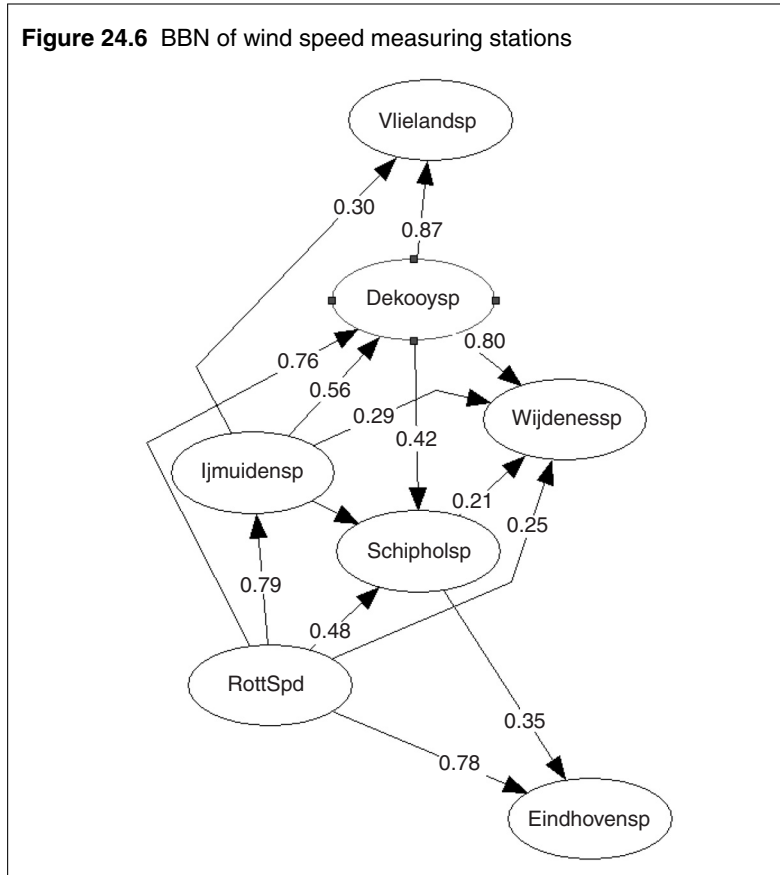 Figure 24.6 BBN of wind speed measuring stations
Vlielandsp
0.30
0.87
Dekooysp
0.80
0.76
0.56
0.29
Wijdenessp
0.42
Ijmuidensp
0.21
0.25
Schipholsp
0.79
0.48
RottSpd
0.35
0.78
Eindhovensp